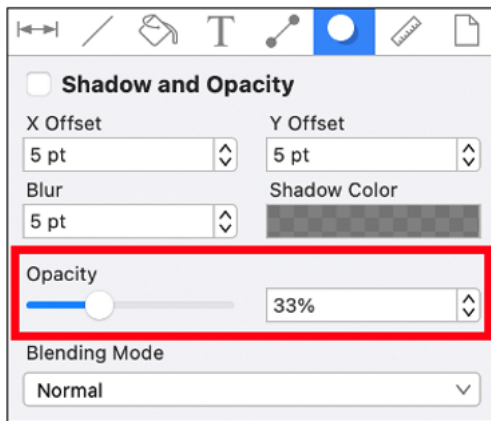 T
Shadow and Opacity
X Offset Y Offset
5 pt 5 pt
Blur Shadow Color
5 pt
Opacity
33%
Blending Mode
Normal